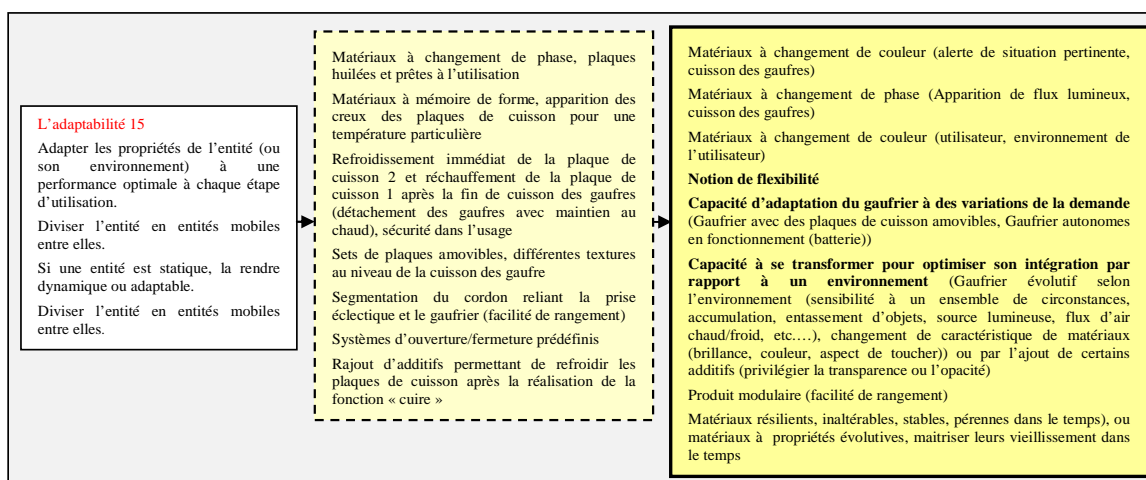 L'adaptabilité 15
Adapter les propriétés de l'entité (ou
son environnement) à une
performance optimale à chaque étape
d'utilisation.
Diviser l'entité en entités mobiles
entre elles.
Si une entité est statique, la rendre
dynamique ou adaptable.
Diviser l'entité en entités mobiles
entre elles.
Matériaux à changement de phase, plaques
huilées et prêtes à l'utilisation
Matériaux à mémoire de forme, apparition des
creux des plaques de cuisson pour une
température particulière
Refroidissement immédiat de la plaque de
cuisson 2 et réchauffement de la plaque de
cuisson 1 après la fin de cuisson des gaufres
(détachement des gaufres avec maintien au
chaud), sécurité dans l'usage
Sets de plaques amovibles, différentes textures
au niveau de la cuisson des gaufre
Segmentation du cordon reliant la prise
éclectique et le gaufrier (facilité de rangement)
Systèmes d'ouverture/fermeture prédéfinis
Rajout d'additifs permettant de refroidir les
plaques de cuisson après la réalisation de la
fonction « cuire »
Matériaux à changement de couleur (alerte de situation pertinente,
cuisson des gaufres)
Matériaux à changement de phase (Apparition de flux lumineux,
cuisson des gaufres)
Matériaux à changement de couleur (utilisateur, environnement de
l'utilisateur)
Notion de flexibilité
Capacité d'adaptation du gaufrier à des variations de la demande
(Gaufrier avec des plaques de cuisson amovibles, Gaufrier autonomes
en fonctionnement (batterie))
Capacité à se transformer pour optimiser son intégration par
rapport à un environnement (Gaufrier évolutif selon
l'environnement (sensibilité à un ensemble de circonstances,
accumulation, entassement d'objets, source lumineuse, flux d'air
chaud/froid, etc.…), changement de caractéristique de matériaux
(brillance, couleur, aspect de toucher)) ou par l'ajout de certains
additifs (privilégier la transparence ou l'opacité)
Produit modulaire (facilité de rangement)
Matériaux résilients, inaltérables, stables, pérennes dans le temps), ou
matériaux à propriétés évolutives, maitriser leurs vieillissement dans
le temps